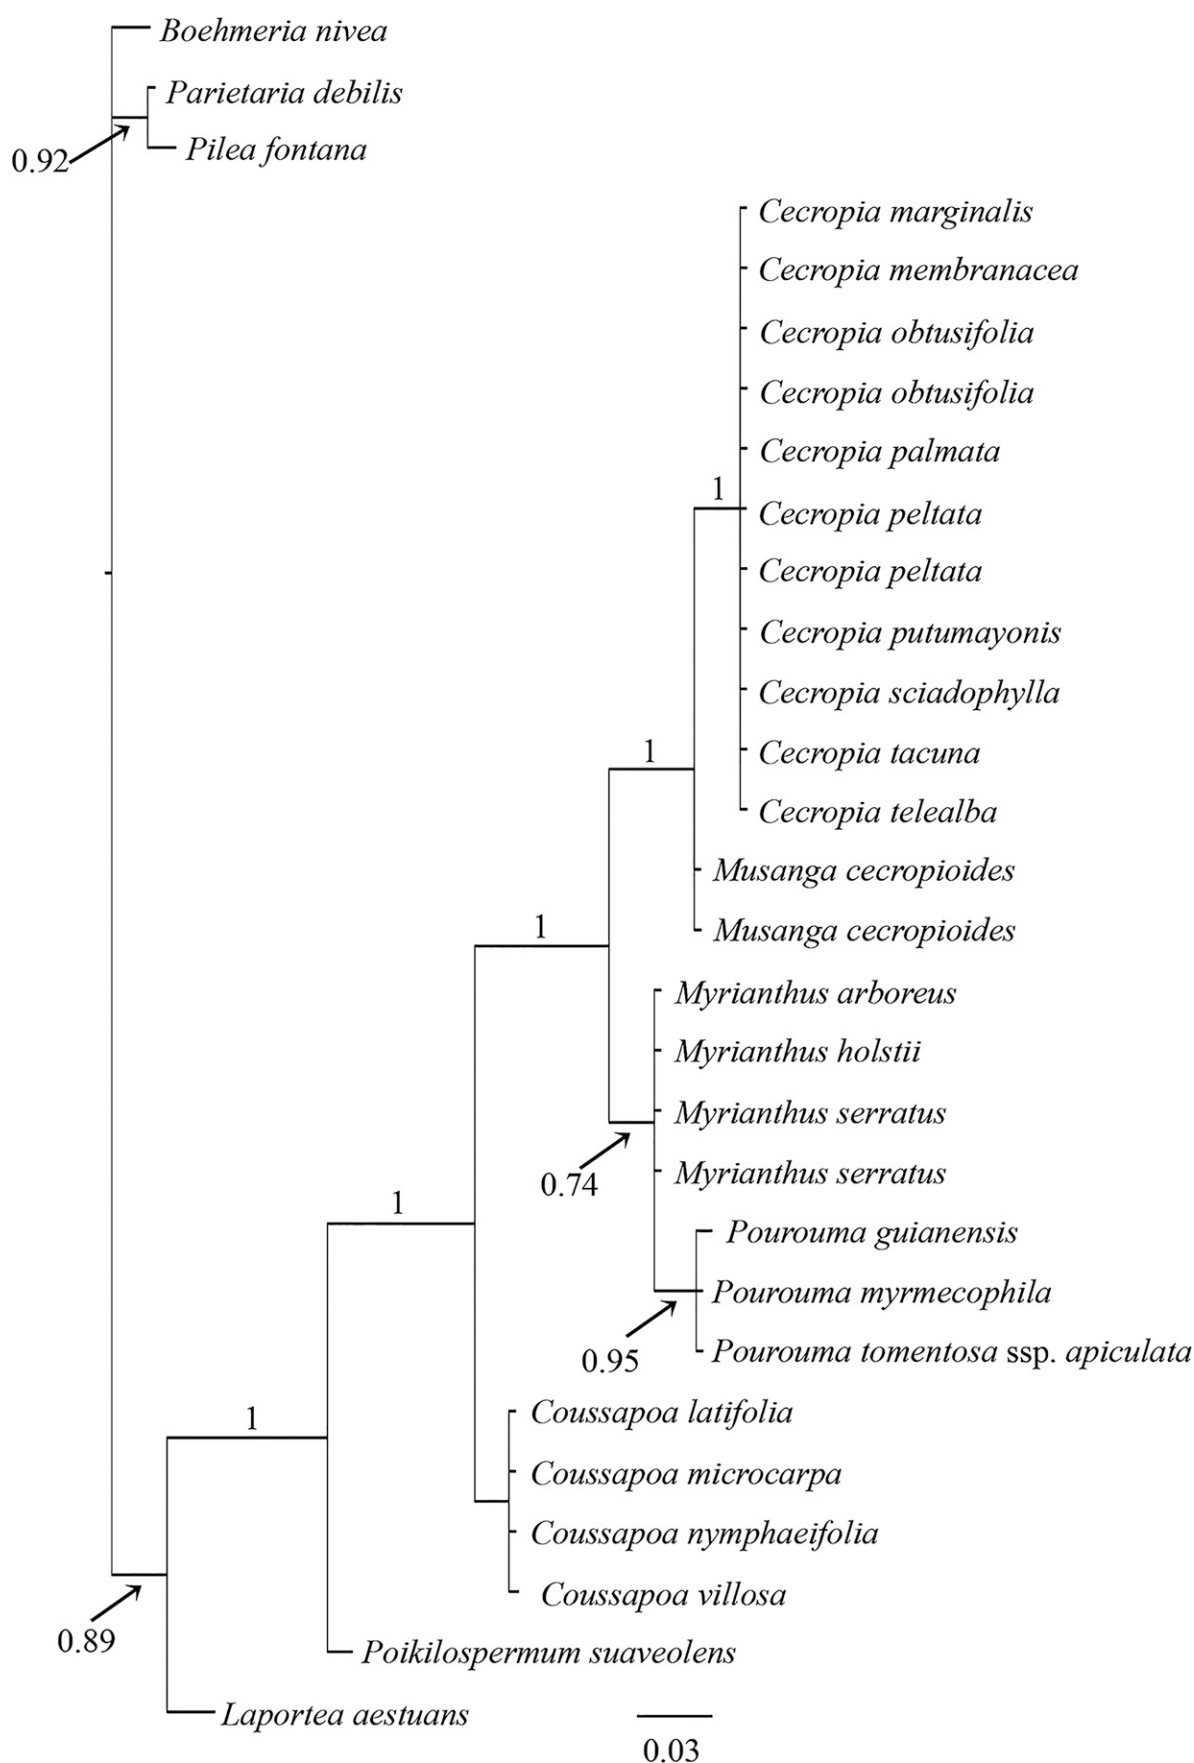 Boehmeria nivea
Parietaria debilis
Pilea fontana
0.92
Cecropia marginalis
Cecropia membranacea
Cecropia obtusifolia
Cecropia obtusifolia
Cecropia palmata
1
Cecropia peltata
Cecropia peltata
Cecropia putumayonis
Cecropia sciadophylla
1
Cecropia tacuna
Cecropia telealba
Musanga cecropioides
1
Musanga cecropioides
Myrianthus arboreus
Myrianthus holstii
Myrianthus serratus
0.74
Myrianthus serratus
1
Pourouma guianensis
Pourouma myrmecophila
0.95
Pourouma tomentosa ssp. apiculata
1
Coussapoa latifolia
Coussapoa microcarpa
Coussapoa nymphaeifolia
Coussapoa villosa
0.89
Poikilospermum suaveolens
Laportea aestuans
0.03